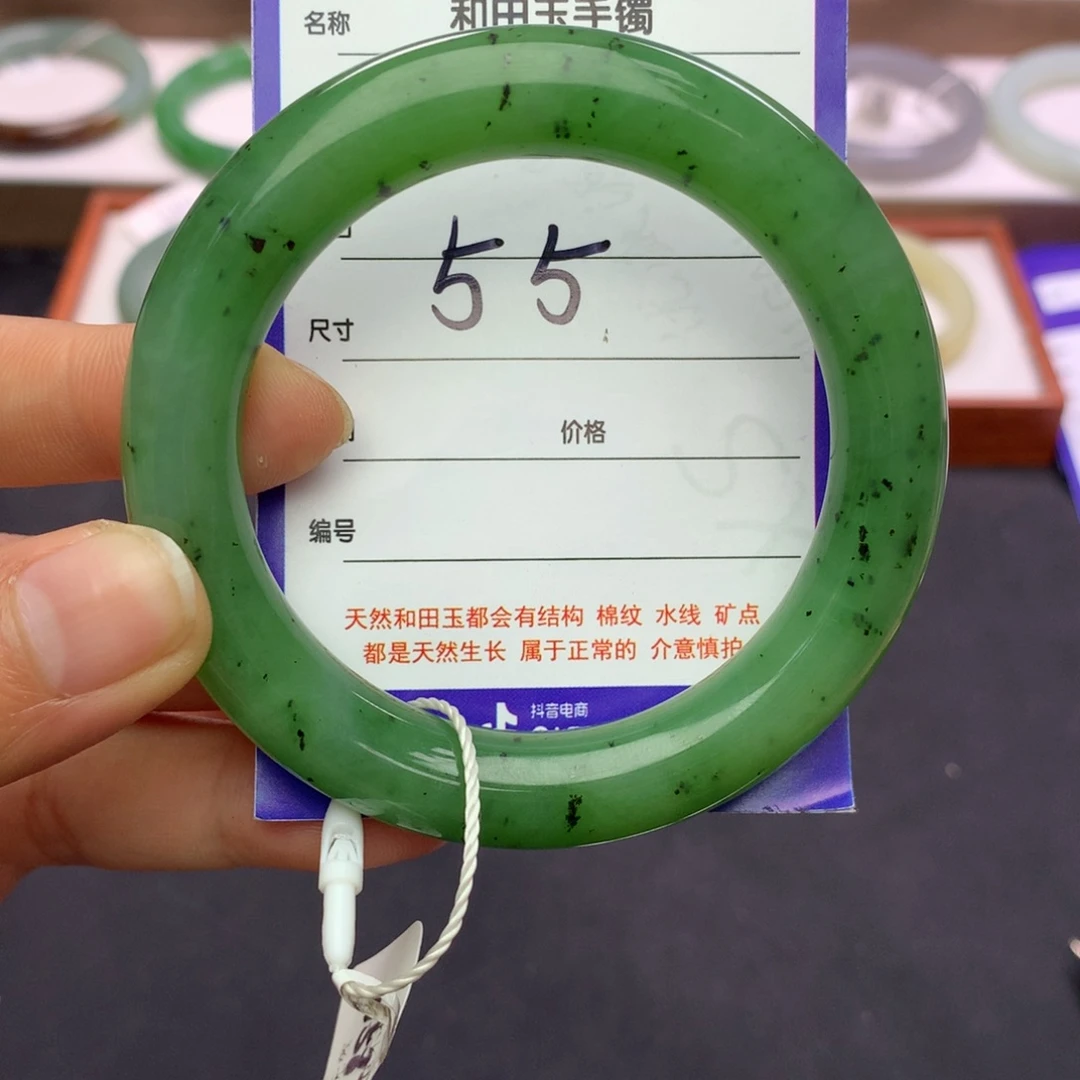 名称 和田玉手镯
尺寸 55
价格
编号
天然和田玉都会有结构 棉纹 水线 矿点
都是天然生长 属于正常的 介意慎拍
抖音电商